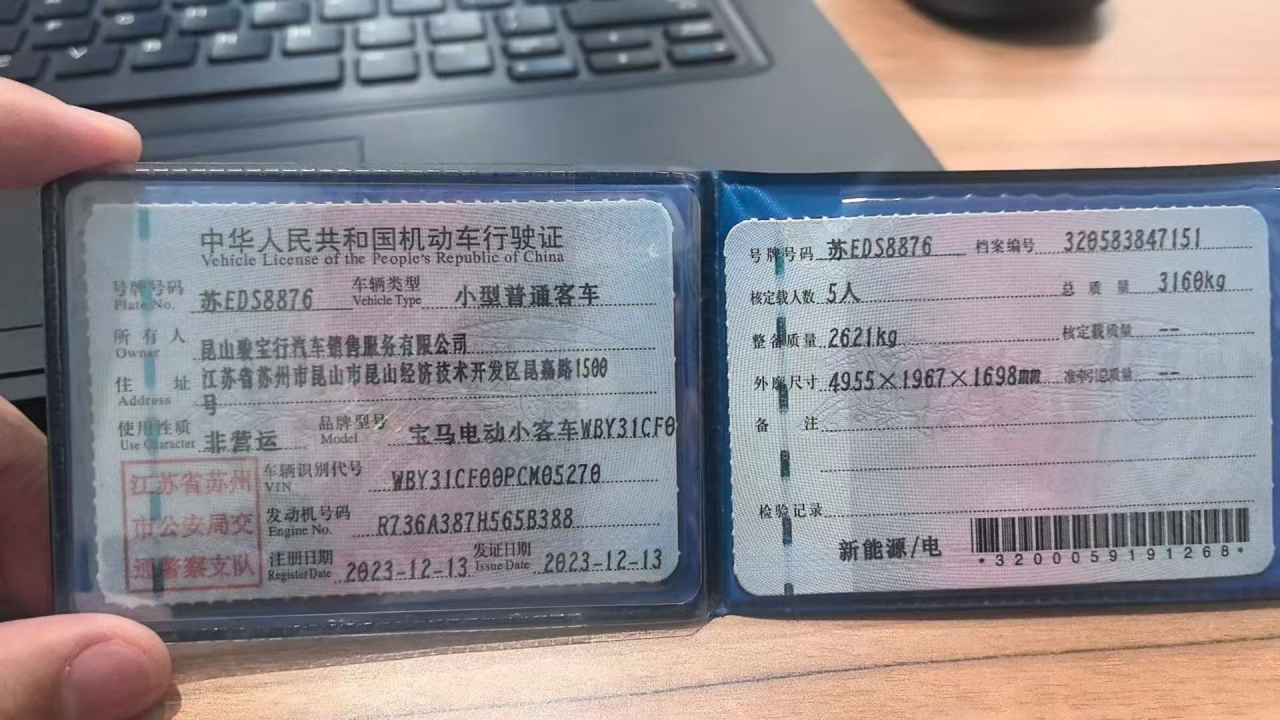 中华人民共和国机动车行驶证
Vehicle License of the People's Republic of China
号牌号码 苏EDS8876 车辆类型 小型普通客车
Plate No. Vehicle Type
所有人 昆山骏宝行汽车销售服务有限公司
Owner
住址 江苏省苏州市昆山市昆山经济技术开发区昆嘉路1500
Address 号
使用性质 非营运 品牌型号 宝马电动小客车WBY31CF0
Use Character Model
车辆识别代号 WBY31CF00PCM05270
VIN
发动机号码 R736A387H565B388
Engine No.
注册日期 2023-12-13 发证日期 2023-12-13
Register Date Issue Date
江苏省苏州
市公安局交
通警察支队
号牌号码 苏EDS8876 档案编号 320583847151
核定载人数 5人 总质量 3160kg
整备质量 2621kg 核定载质量 --
外廓尺寸 4955×1967×1698mm 准牵引总质量 --
备注
检验记录
新能源/电
*3200059191268*